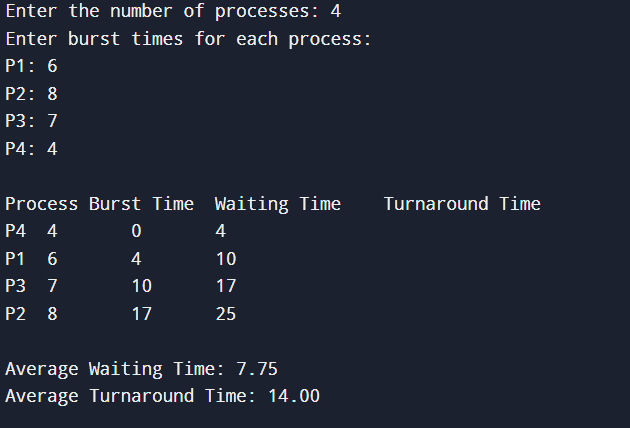 Enter the number of processes: 4
Enter burst times for each process:
P1: 6
P2: 8
P3: 7
P4: 4
Process Burst Time Waiting Time Turnaround Time
P4 4 0 4
P1 6 4 10
P3 7 10 17
P2 8 17 25
Average Waiting Time: 7.75
Average Turnaround Time: 14.00